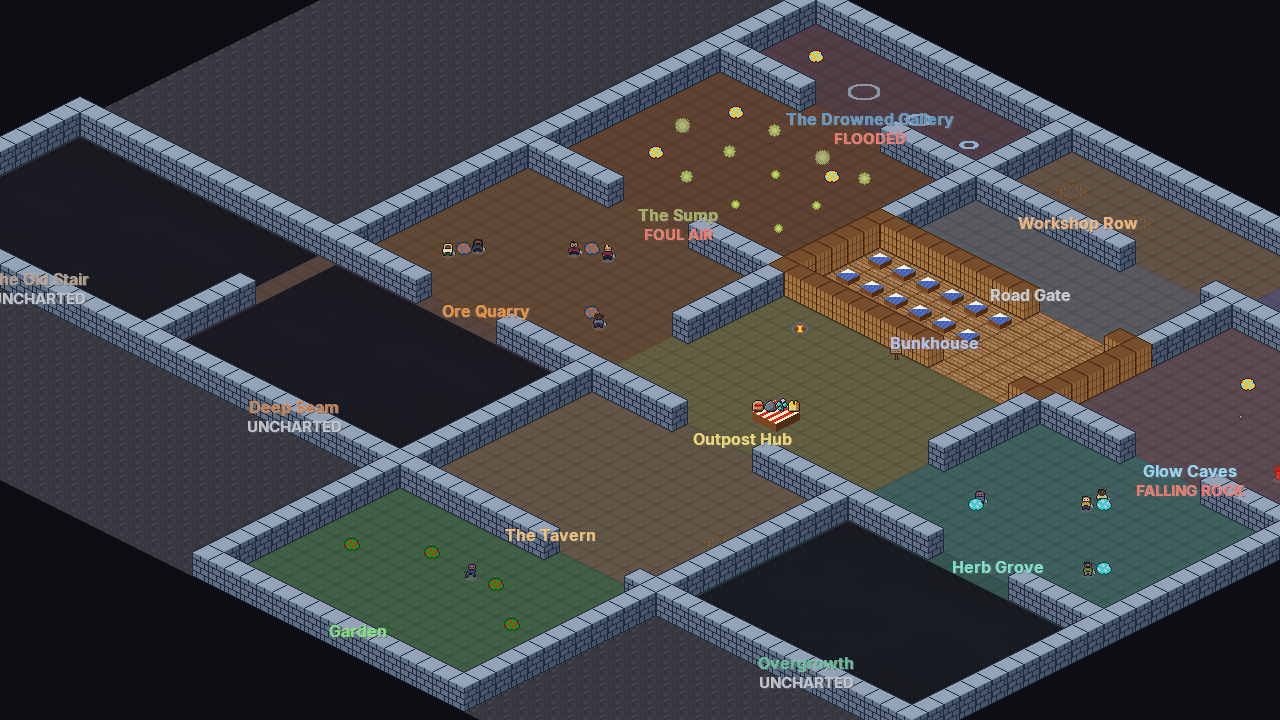 The Drowned Gallery
FLOODED
The Sump
FOUL AIR
Workshop Row
he Old Stair
UNCHARTED
Road Gate
Ore Quarry
Bunkhouse
Deep Seam
UNCHARTED
Outpost Hub
Glow Caves
FALLING ROCK
The Tavern
Herb Grove
Garden
Overgrowth
UNCHARTED